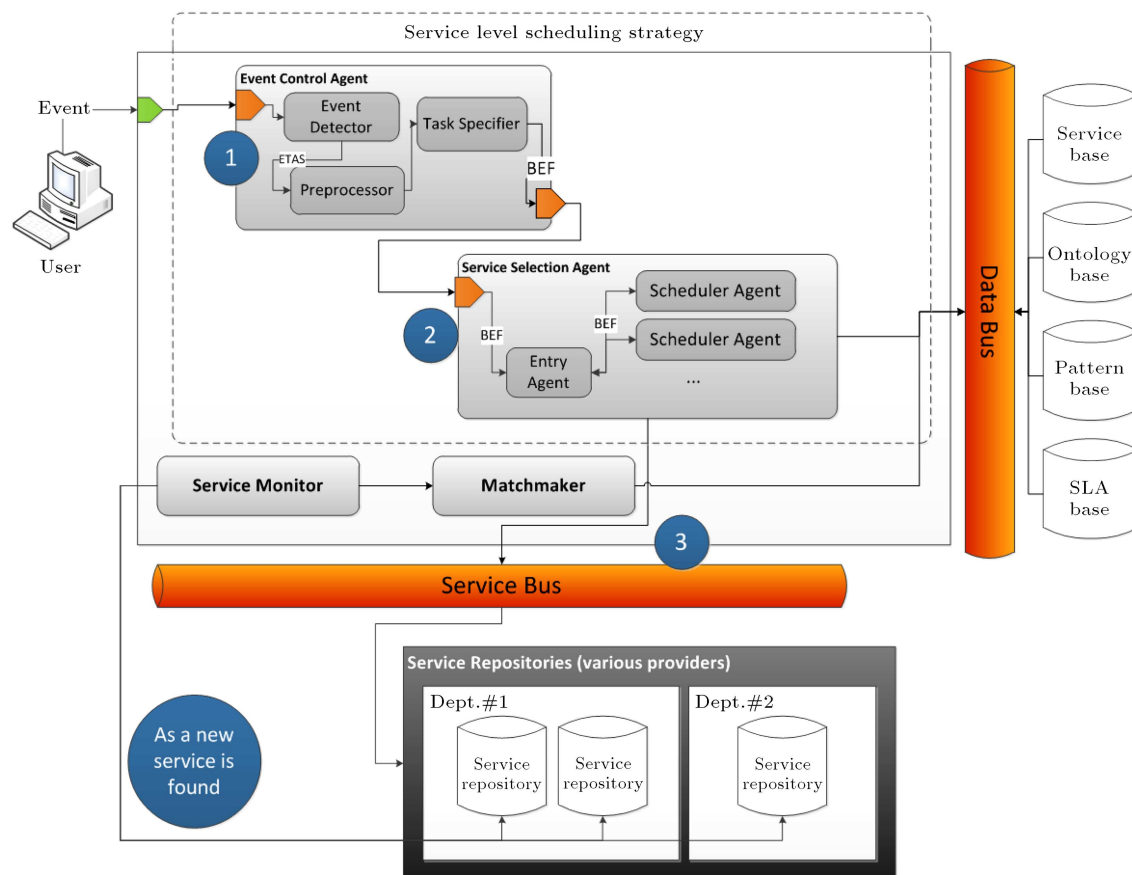 Service level scheduling strategy
Event Control Agent
Event
Event
Detector
Task Specifier
1
ETAS
BEF
Preprocessor
User
Service Selection Agent
Scheduler Agent
2
BEF
BEF
Scheduler Agent
Entry
Agent
...
Data Bus
Service
base
Ontology
base
Pattern
base
SLA
base
Service Monitor
Matchmaker
3
Service Bus
Service Repositories (various providers)
Dept.#1
Dept.#2
As a new
service is
found
Service
repository
Service
repository
Service
repository